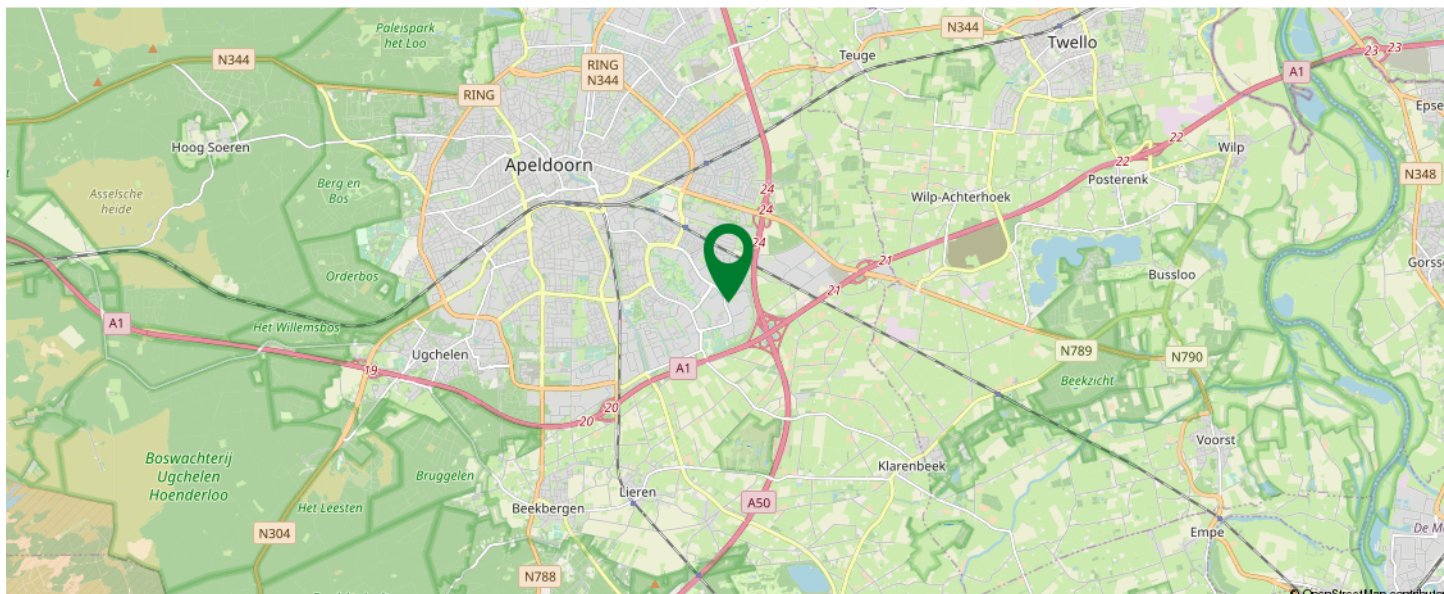 Paleispark
het Loo
N344
Twello
Teuge
23
23
A1
N344
RING
N344
RING
Epse
Hoog Soeren
22
22
Wilp
Apeldoorn
Posterenk
N348
Berg en
Bos
Asselsche
heide
24
24
24
Wilp-Achterhoek
21
21
Gorsse
Bussloo
Orderbos
A1
Het Willemsbos
Ugchelen
19
A1
N789
N790
Beekzicht
20
20
Voorst
Boswachterij
Ugchelen
Hoenderloo
Bruggelen
Klarenbeek
Lieren
Het Leesten
Beekbergen
A50
N304
Empe
De M
N788
© OpenStreetMap contributor